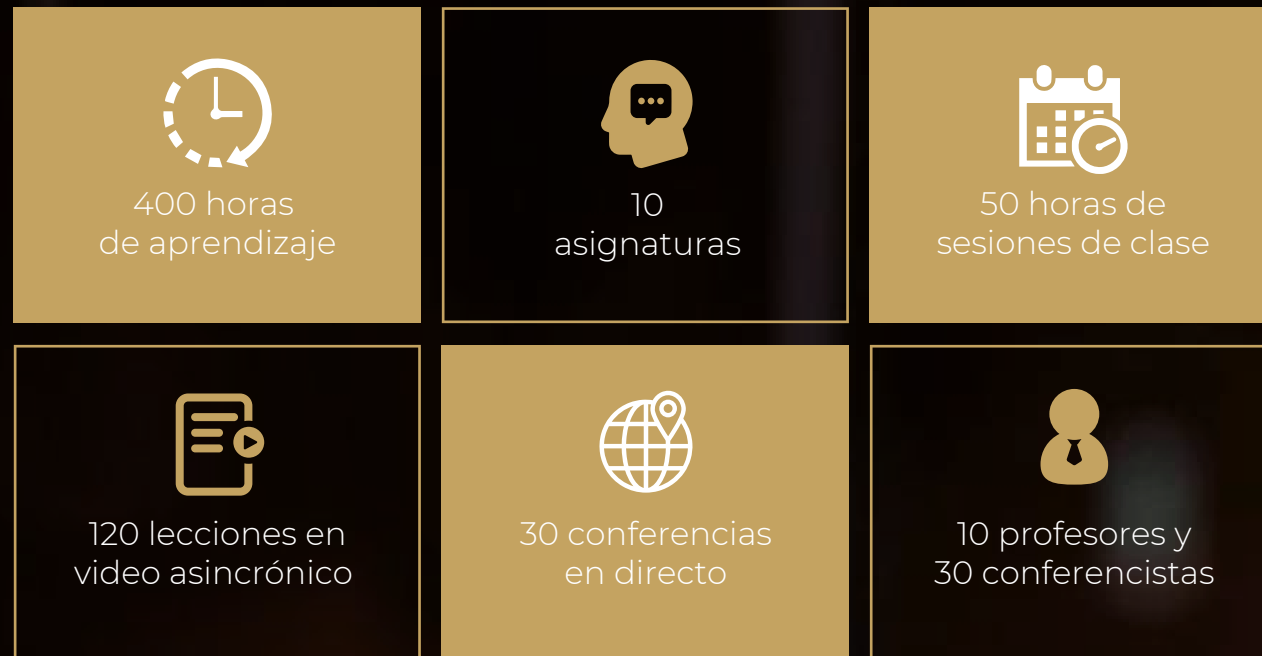 400 horas
de aprendizaje
10
asignaturas
50 horas de
sesiones de clase
120 lecciones en
video asincrónico
30 conferencias
en directo
10 profesores y
30 conferencistas